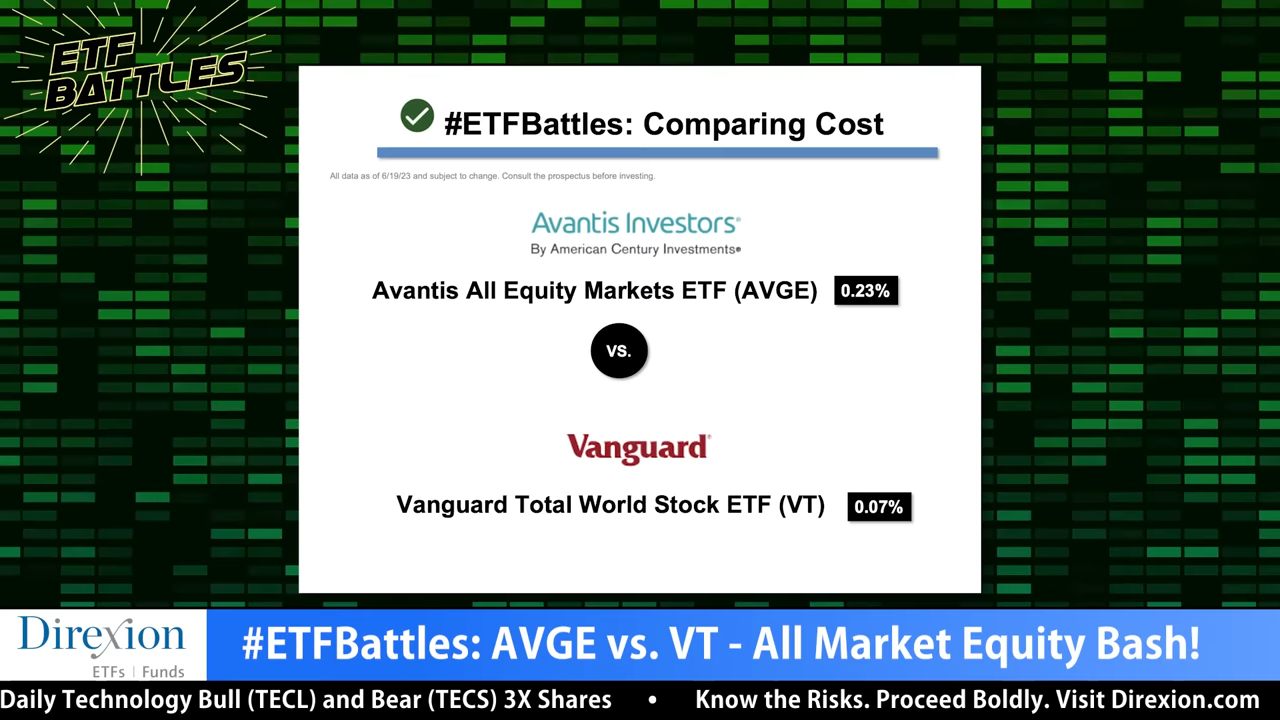 ETF
BATTLES
#ETFBattles: Comparing Cost
All data as of 6/19/23 and subject to change. Consult the prospectus before investing.
Avantis Investors®
By American Century Investments®
Avantis All Equity Markets ETF (AVGE) 0.23%
VS.
Vanguard®
Vanguard Total World Stock ETF (VT) 0.07%
Direxion
ETFs | Funds
#ETFBattles: AVGE vs. VT - All Market Equity Bash!
Daily Technology Bull (TECL) and Bear (TECS) 3X Shares • Know the Risks. Proceed Boldly. Visit Direxion.com